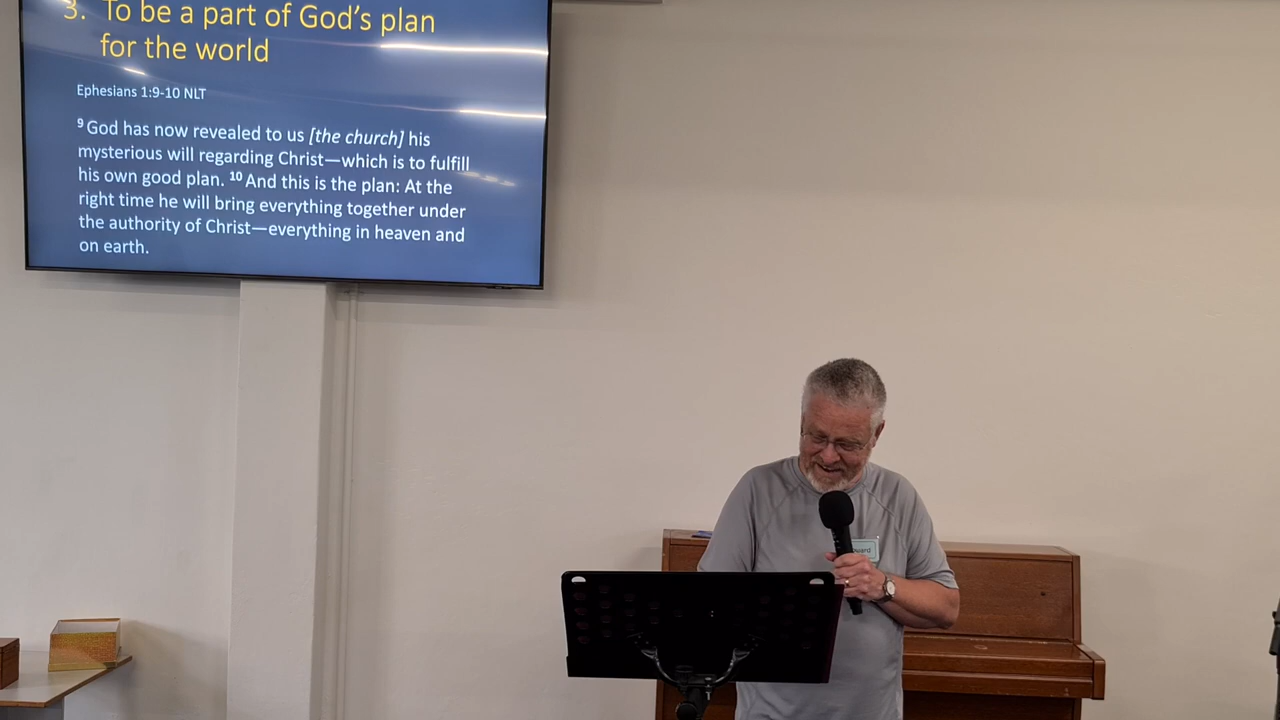 3. To be a part of God's plan
for the world
Ephesians 1:9-10 NLT
9 God has now revealed to us [the church] his
mysterious will regarding Christ—which is to fulfill
his own good plan. 10 And this is the plan: At the
right time he will bring everything together under
the authority of Christ—everything in heaven and
on earth.